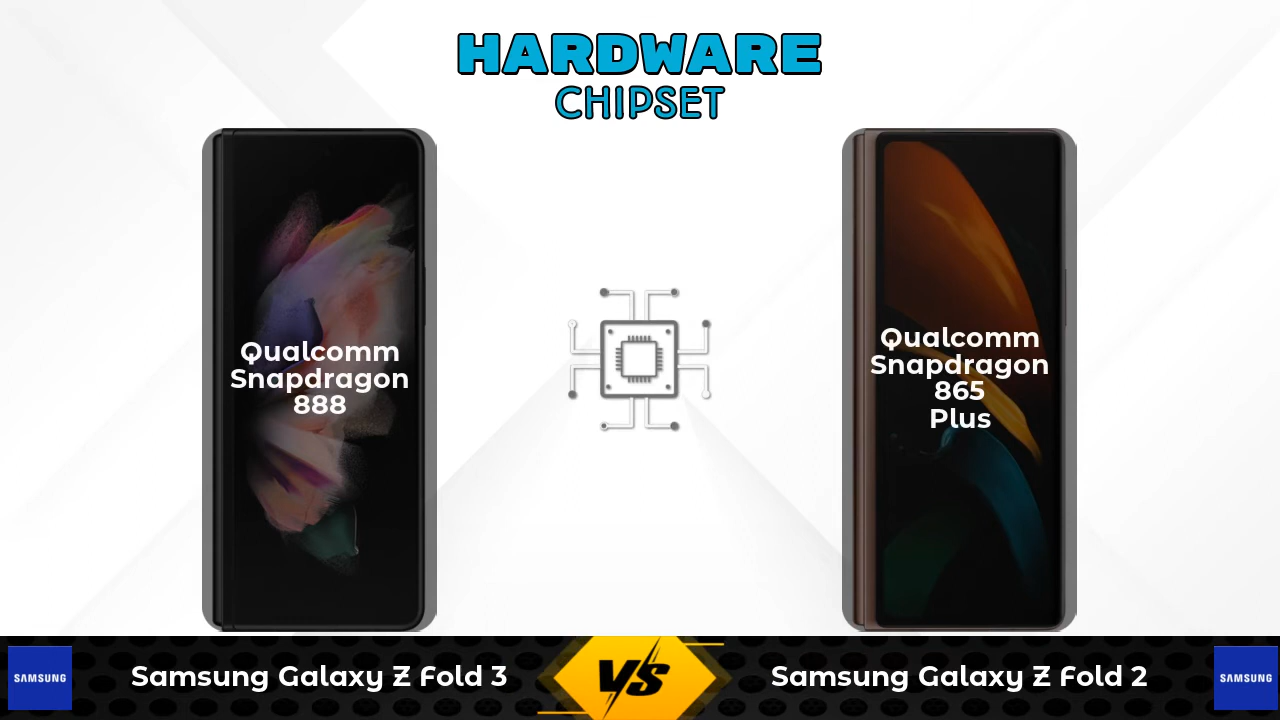 HARDWARE
CHIPSET
Qualcomm
Snapdragon
888
Qualcomm
Snapdragon
865
Plus
SAMSUNG
Samsung Galaxy Z Fold 3
VS
Samsung Galaxy Z Fold 2
SAMSUNG